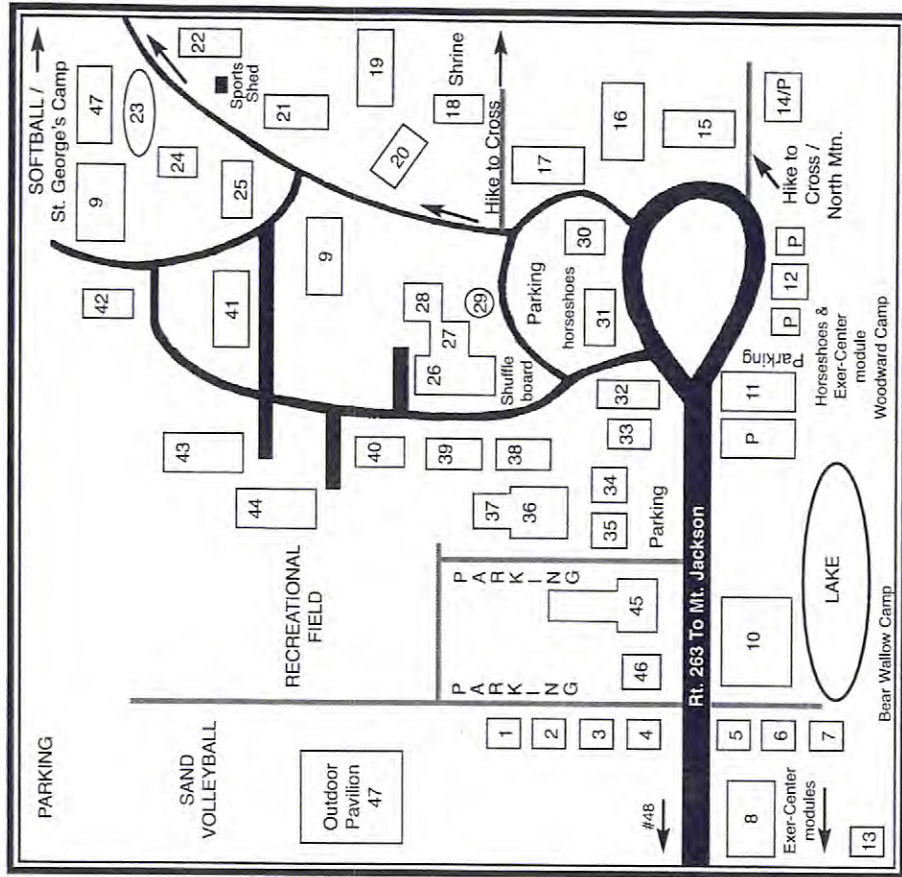 PARKING
SOFTBALL /
St. George's Camp
47
22
9
23
24
Sports
Shed
42
25
21
19
SAND
VOLLEYBALL
43
41
9
20
18
Shrine
44
RECREATIONAL
FIELD
Outdoor
Pavilion
47
40
28
27
26
29
Hike to Cross
39
Shuffle
board
Parking
17
38
37
36
PARKING
PARKING
1
2
3
4
horseshoes
30
31
16
32
33
34
35
Parking
45
46
15
#48
Rt. 263 To Mt. Jackson
14/P
Hike to
Cross /
North Mtn.
5
6
7
8
10
P
11
Parking
P
12
P
Exer-Center
modules
LAKE
Horseshoes &
Exer-Center
module
13
Bear Wallow Camp
Woodward Camp